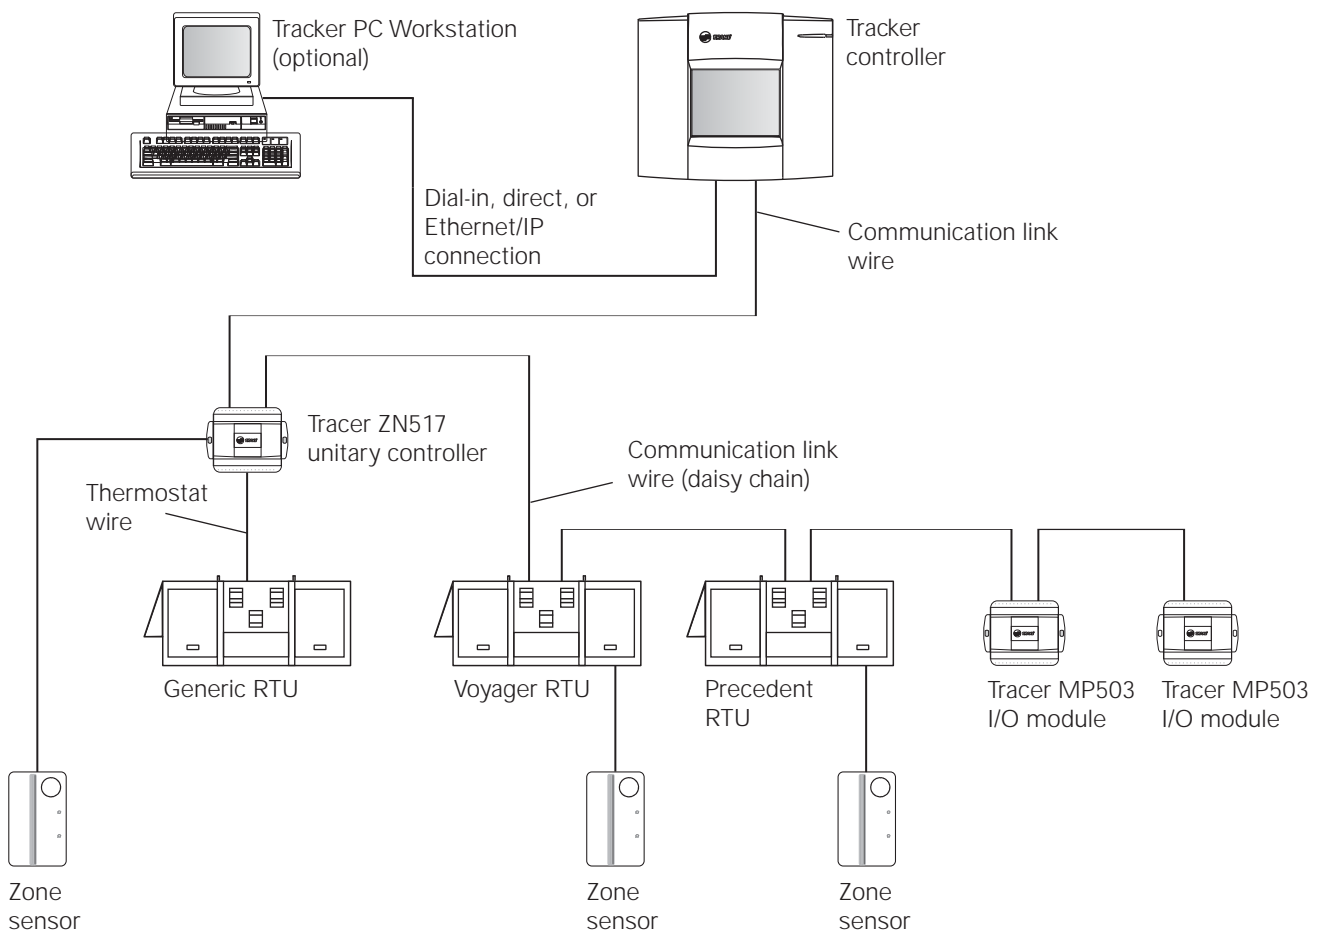 Tracker PC Workstation
(optional)
TRANE
Tracker
controller
Dial-in, direct, or
Ethernet/IP
connection
Communication link
wire
Tracer ZN517
unitary controller
Communication link
wire (daisy chain)
Thermostat
wire
Generic RTU
Voyager RTU
Precedent
RTU
Tracer MP503
I/O module
Tracer MP503
I/O module
Zone
sensor
Zone
sensor
Zone
sensor